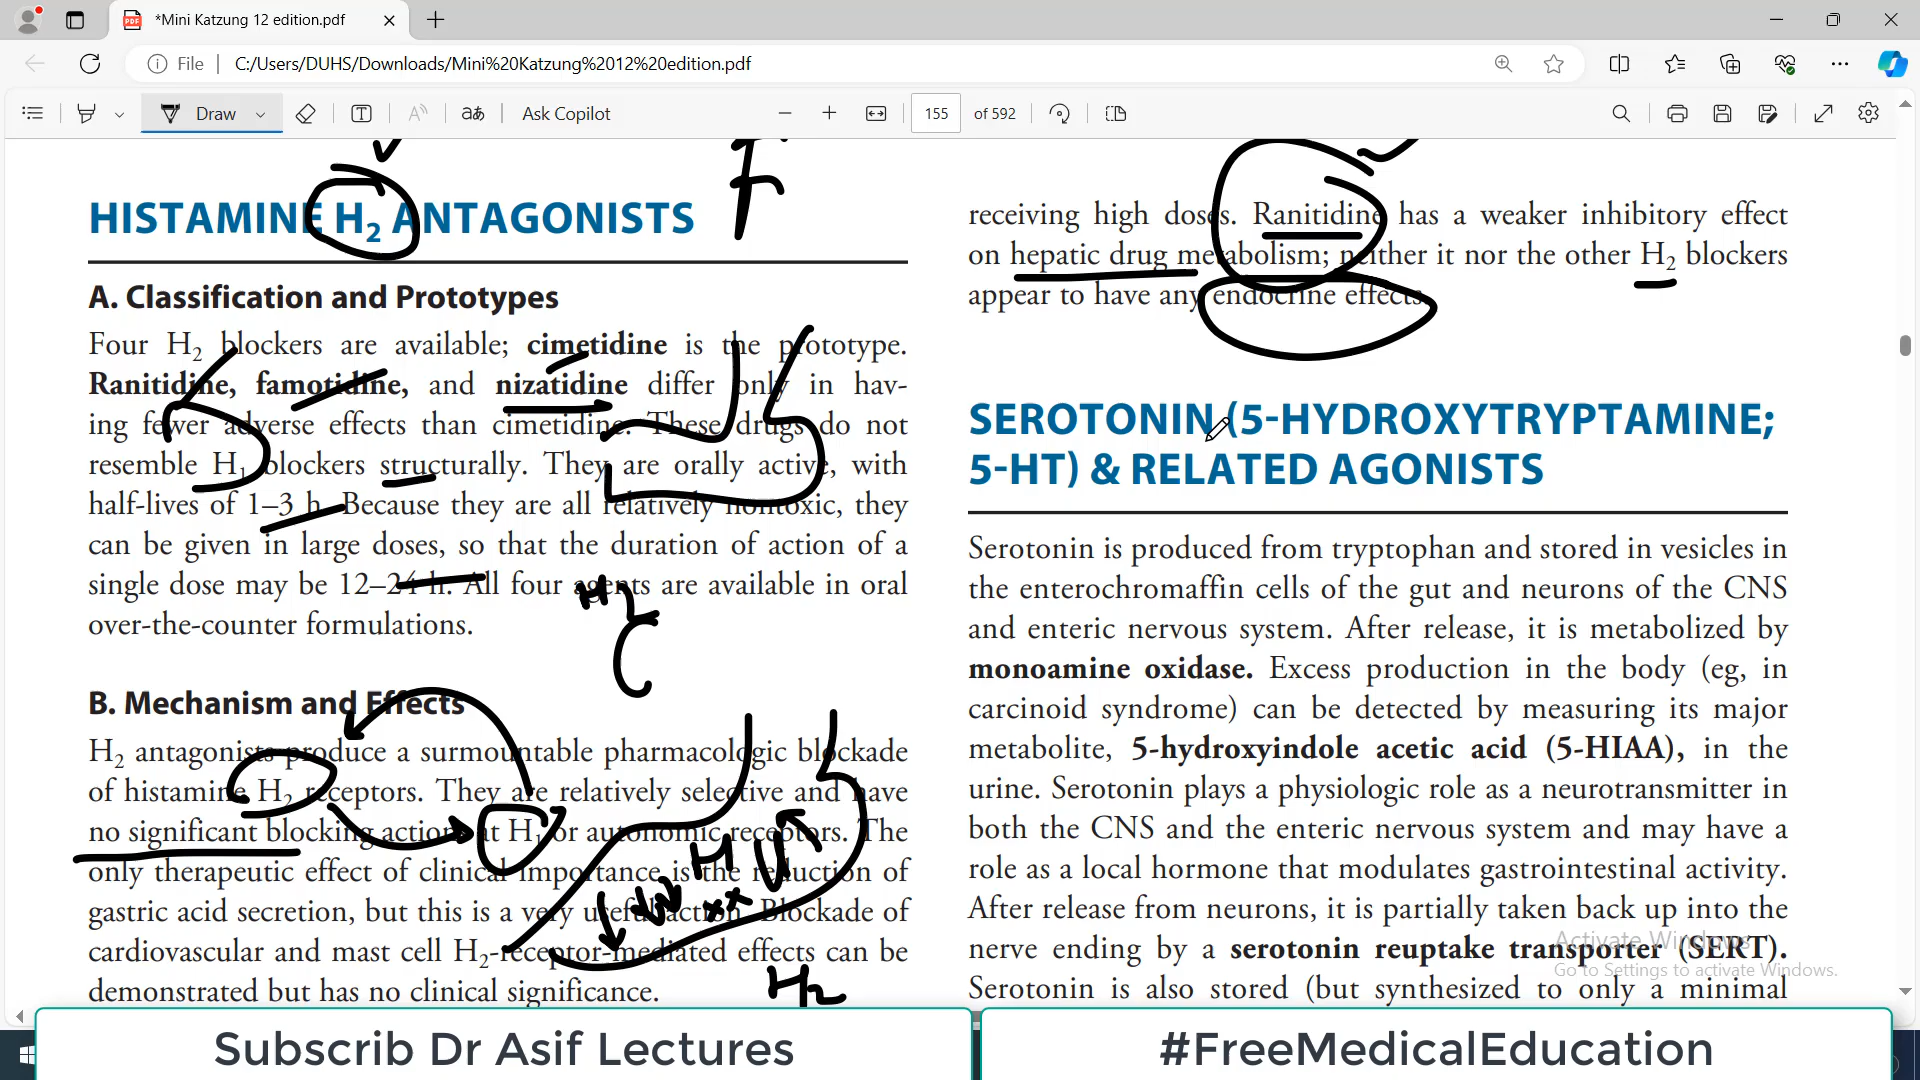 *Mini Katzung 12 edition.pdf
File
C:/Users/DUHS/Downloads/Mini%20Katzung%2012%20edition.pdf
Draw
Ask Copilot
155 of 592
HISTAMINE H2 ANTAGONISTS
A. Classification and Prototypes
Four H2 blockers are available; cimetidine is the prototype.
Ranitidine, famotidine, and nizatidine differ only in hav-
ing fewer adverse effects than cimetidine. These drugs do not
resemble H1 blockers structurally. They are orally active, with
half-lives of 1–3 h. Because they are all relatively nontoxic, they
can be given in large doses, so that the duration of action of a
single dose may be 12–24 h. All four agents are available in oral
over-the-counter formulations.
H2
C
B. Mechanism and Effects
H2 antagonists produce a surmountable pharmacologic blockade
of histamine H2 receptors. They are relatively selective and have
no significant blocking actions at H1 or autonomic receptors. The
only therapeutic effect of clinical importance is the reduction of
gastric acid secretion, but this is a very useful action. Blockade of
cardiovascular and mast cell H2-receptor-mediated effects can be
demonstrated but has no clinical significance.
H2
receiving high doses. Ranitidine has a weaker inhibitory effect
on hepatic drug metabolism; neither it nor the other H2 blockers
appear to have any endocrine effects.
SEROTONIN (5-HYDROXYTRYPTAMINE;
5-HT) & RELATED AGONISTS
Serotonin is produced from tryptophan and stored in vesicles in
the enterochromaffin cells of the gut and neurons of the CNS
and enteric nervous system. After release, it is metabolized by
monoamine oxidase. Excess production in the body (eg, in
carcinoid syndrome) can be detected by measuring its major
metabolite, 5-hydroxyindole acetic acid (5-HIAA), in the
urine. Serotonin plays a physiologic role as a neurotransmitter in
both the CNS and the enteric nervous system and may have a
role as a local hormone that modulates gastrointestinal activity.
After release from neurons, it is partially taken back up into the
nerve ending by a serotonin reuptake transporter (SERT).
Serotonin is also stored (but synthesized to only a minimal
Activate Windows
Go to Settings to activate Windows.
Subscrib Dr Asif Lectures
#FreeMedicalEducation